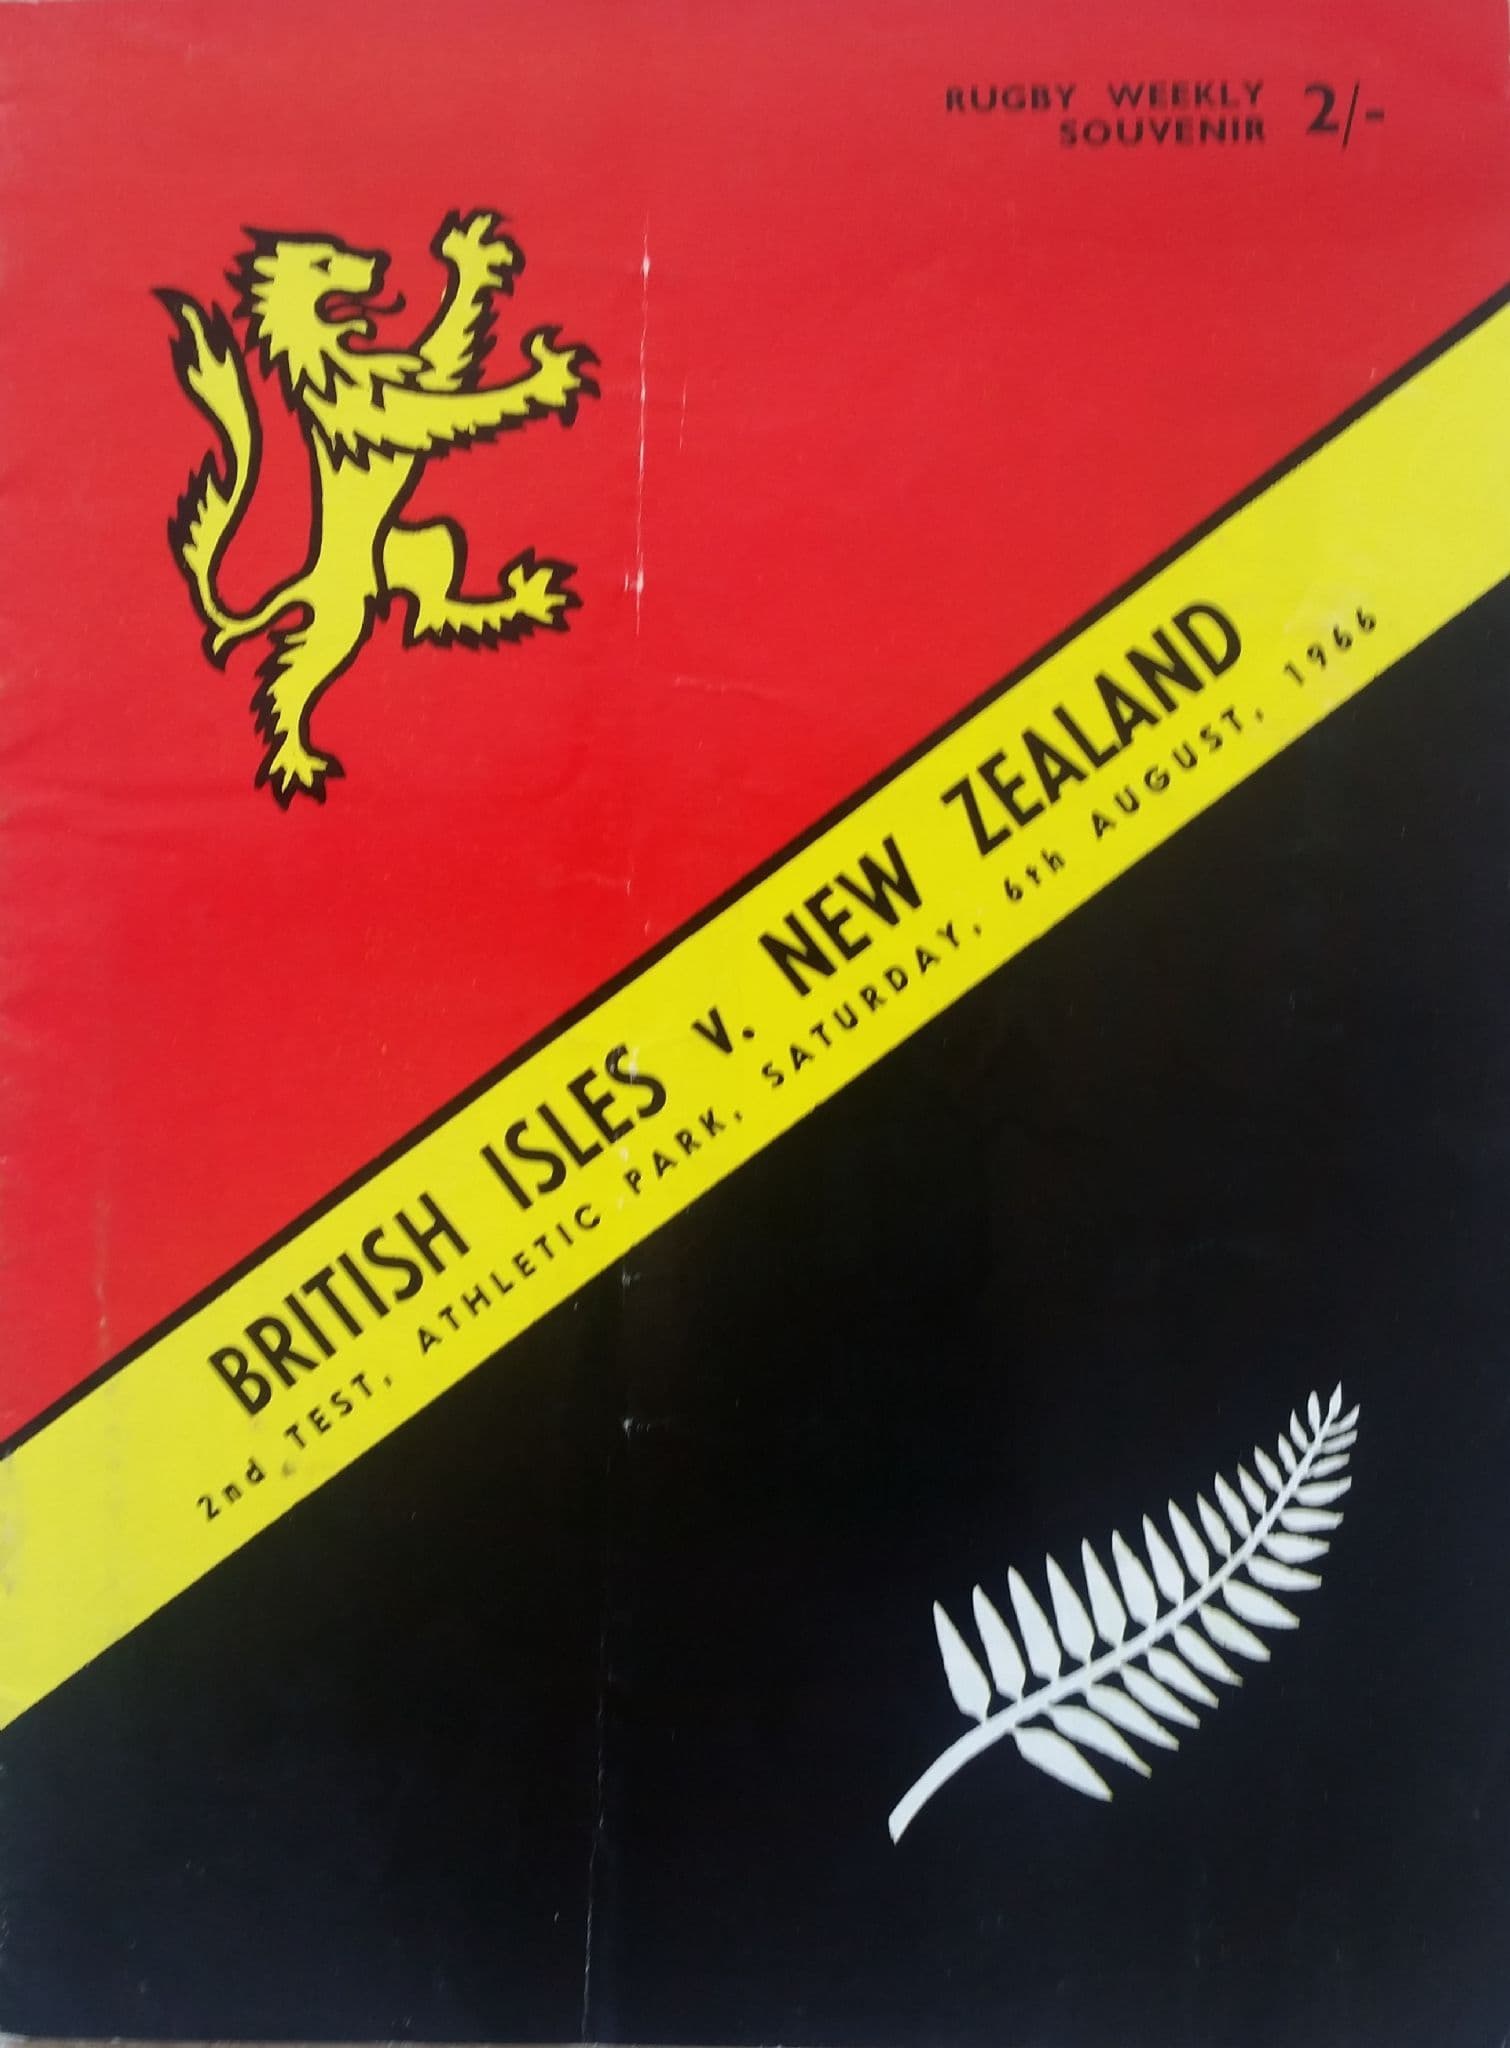 RUGBY WEEKLY
SOUVENIR 2/-
BRITISH ISLES v. NEW ZEALAND
2nd TEST, ATHLETIC PARK, SATURDAY, 6th AUGUST, 1966